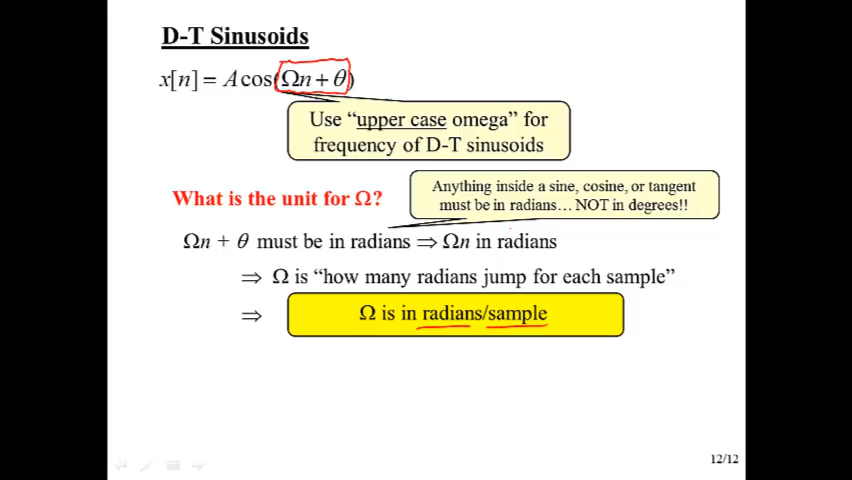 D-T Sinusoids
x[n] = A cos(Ωn + θ)
Use “upper case omega” for
frequency of D-T sinusoids
What is the unit for Ω?
Anything inside a sine, cosine, or tangent
must be in radians… NOT in degrees!!
Ωn + θ must be in radians ⇒ Ωn in radians
⇒ Ω is “how many radians jump for each sample”
⇒ Ω is in radians/sample
12/12